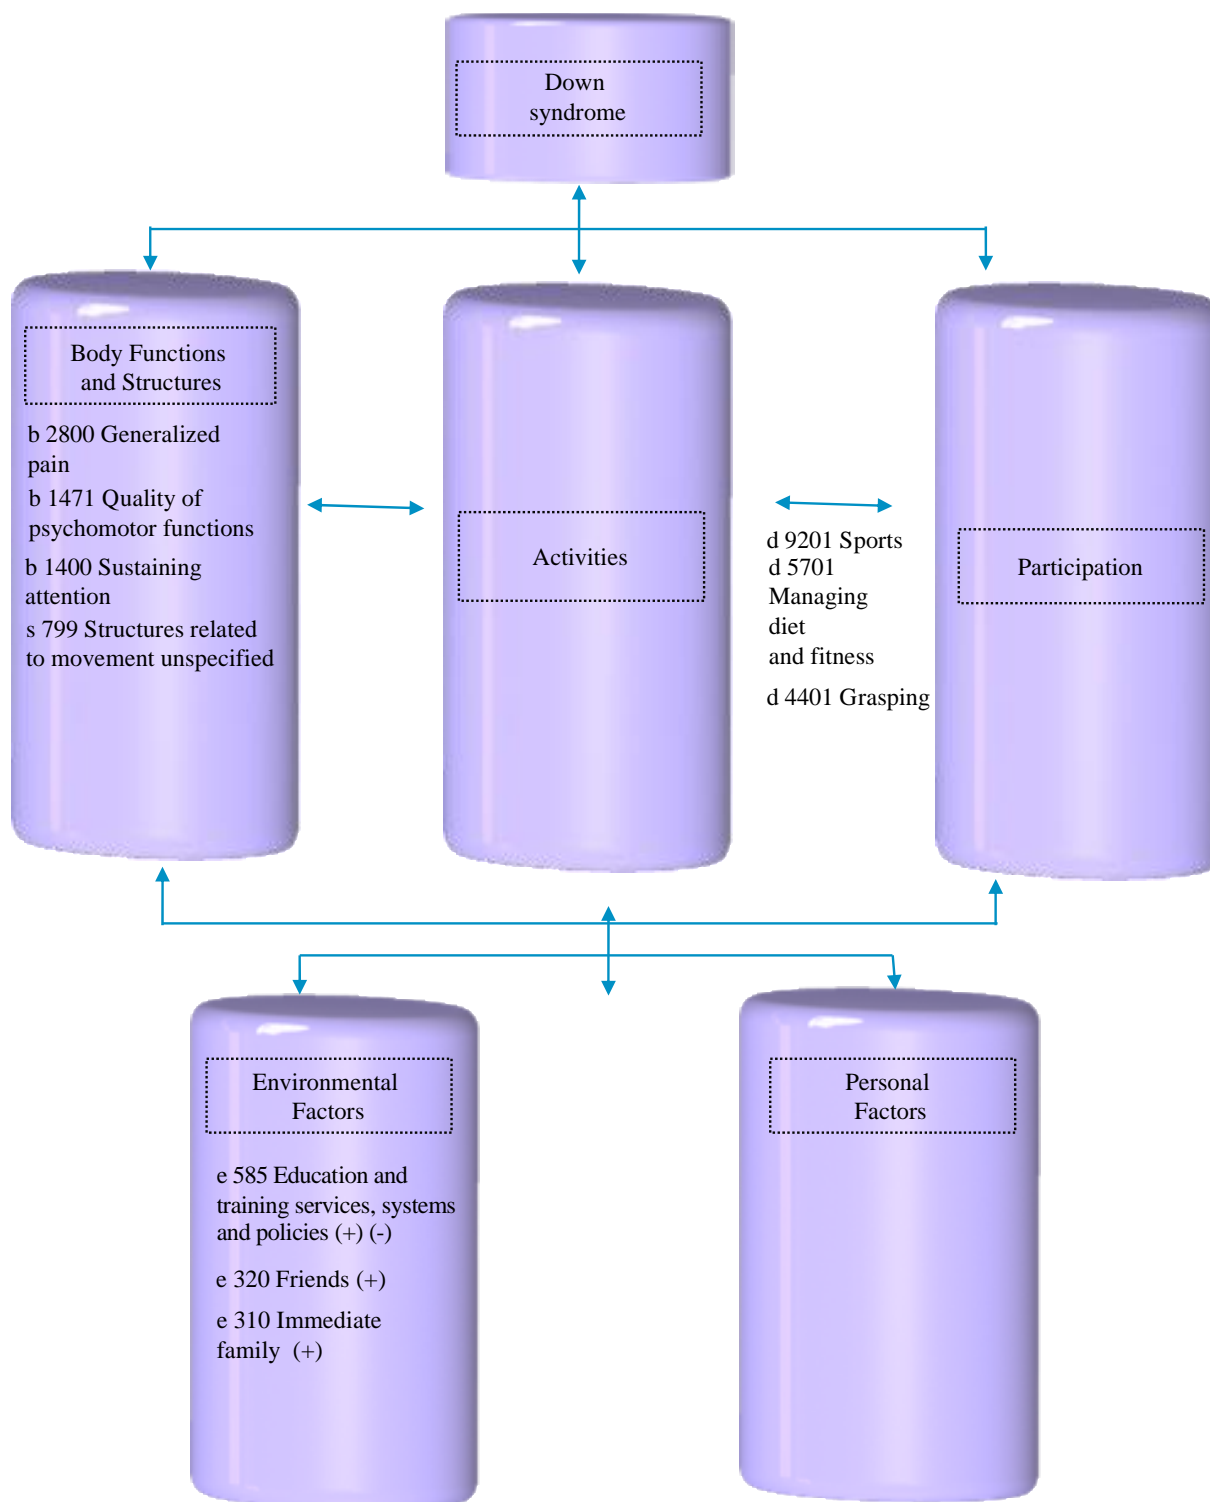 Down
syndrome
Body Functions
and Structures
b 2800 Generalized
pain
b 1471 Quality of
psychomotor functions
b 1400 Sustaining
attention
s 799 Structures related
to movement unspecified
Activities
d 9201 Sports
d 5701
Managing
diet
and fitness
d 4401 Grasping
Participation
Environmental
Factors
e 585 Education and
training services, systems
and policies (+) (-)
e 320 Friends (+)
e 310 Immediate
family (+)
Personal
Factors